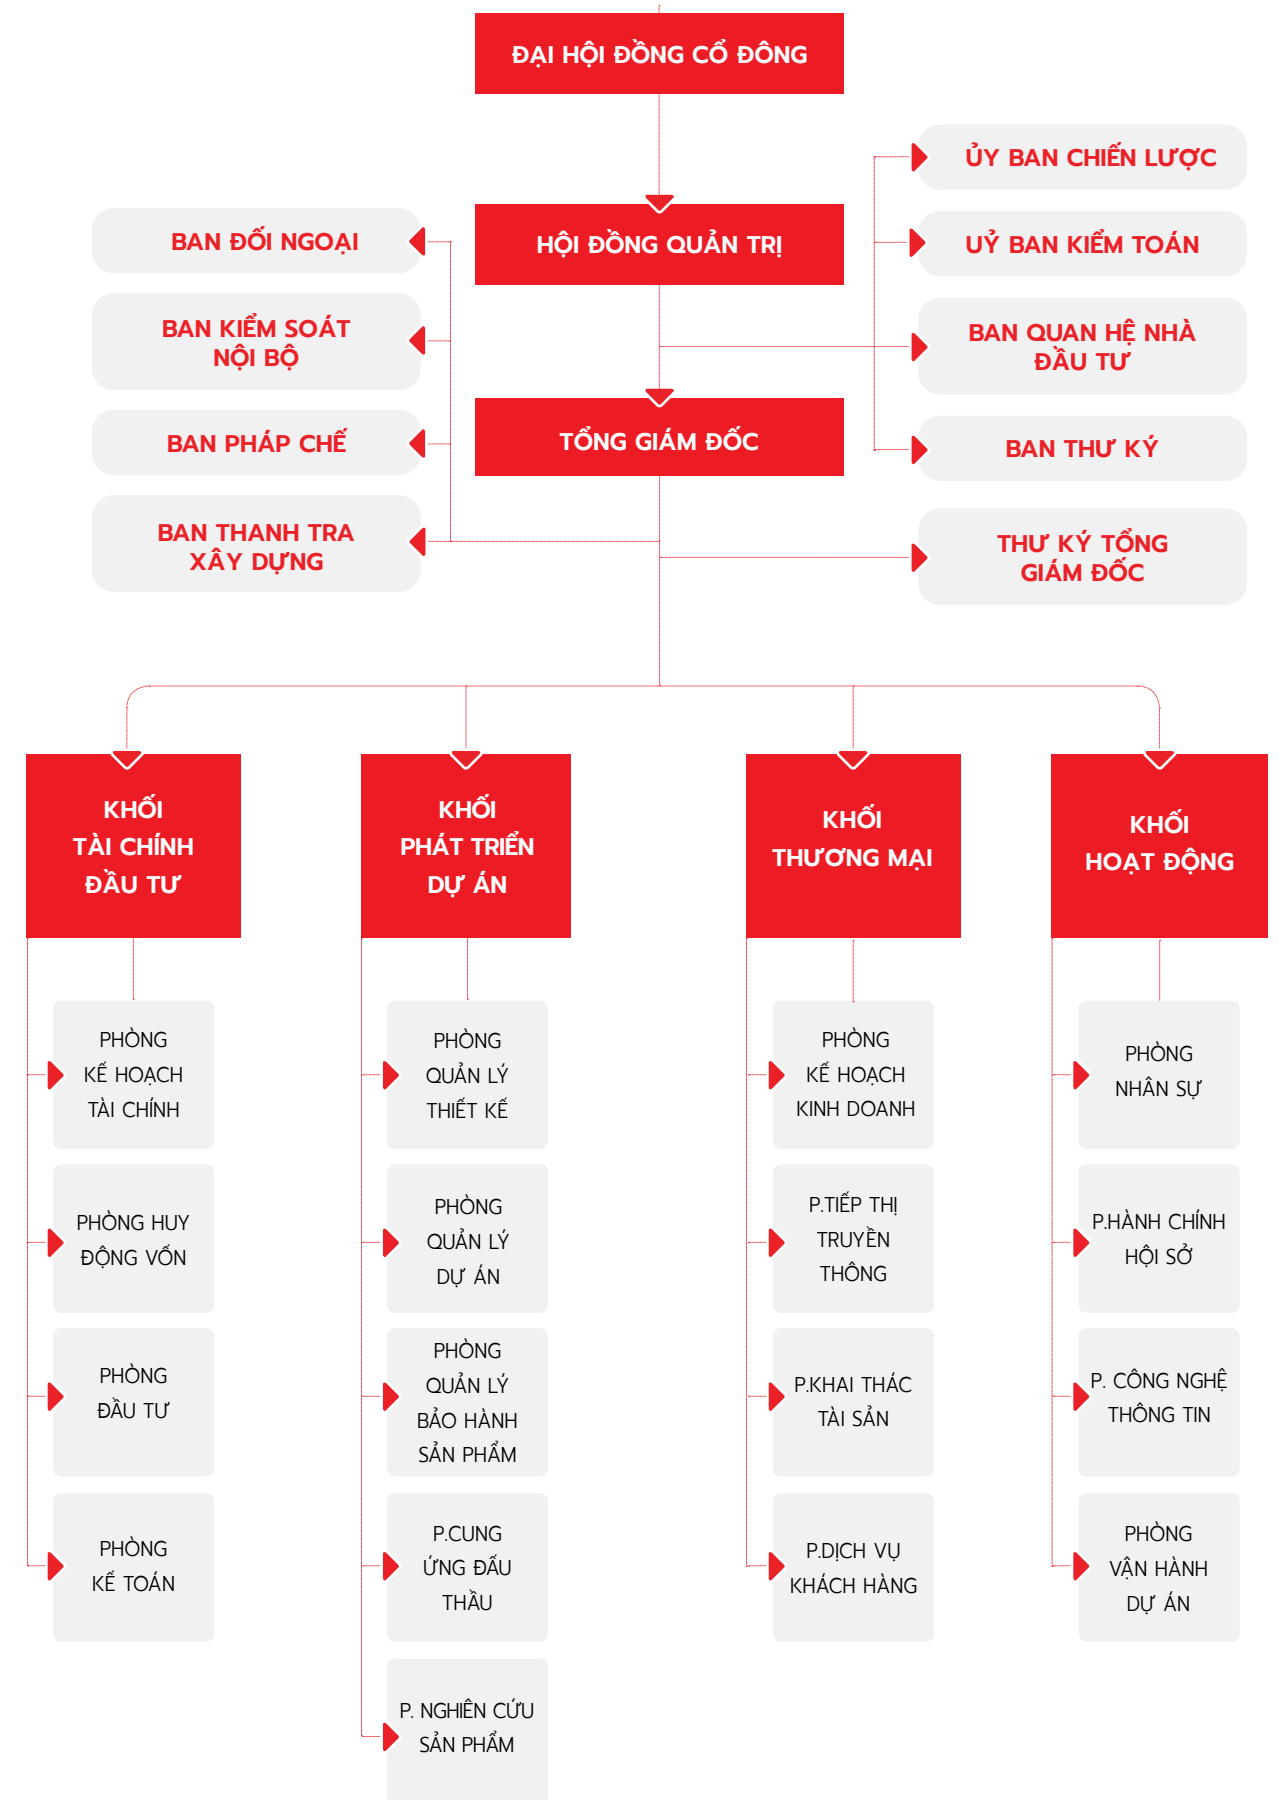 ĐẠI HỘI ĐỒNG CỔ ĐÔNG
HỘI ĐỒNG QUẢN TRỊ
TỔNG GIÁM ĐỐC
BAN ĐỐI NGOẠI
BAN KIỂM SOÁT
NỘI BỘ
BAN PHÁP CHẾ
BAN THANH TRA
XÂY DỰNG
ỦY BAN CHIẾN LƯỢC
UỶ BAN KIỂM TOÁN
BAN QUAN HỆ NHÀ
ĐẦU TƯ
BAN THƯ KÝ
THƯ KÝ TỔNG
GIÁM ĐỐC
KHỐI
TÀI CHÍNH
ĐẦU TƯ
PHÒNG
KẾ HOẠCH
TÀI CHÍNH
PHÒNG HUY
ĐỘNG VỐN
PHÒNG
ĐẦU TƯ
PHÒNG
KẾ TOÁN
KHỐI
PHÁT TRIỂN
DỰ ÁN
PHÒNG
QUẢN LÝ
THIẾT KẾ
PHÒNG
QUẢN LÝ
DỰ ÁN
PHÒNG
QUẢN LÝ
BẢO HÀNH
SẢN PHẨM
P.CUNG
ỨNG ĐẤU
THẦU
P. NGHIÊN CỨU
SẢN PHẨM
KHỐI
THƯƠNG MẠI
PHÒNG
KẾ HOẠCH
KINH DOANH
P.TIẾP THỊ
TRUYỀN
THÔNG
P.KHAI THÁC
TÀI SẢN
P.DỊCH VỤ
KHÁCH HÀNG
KHỐI
HOẠT ĐỘNG
PHÒNG
NHÂN SỰ
P.HÀNH CHÍNH
HỘI SỞ
P. CÔNG NGHỆ
THÔNG TIN
PHÒNG
VẬN HÀNH
DỰ ÁN